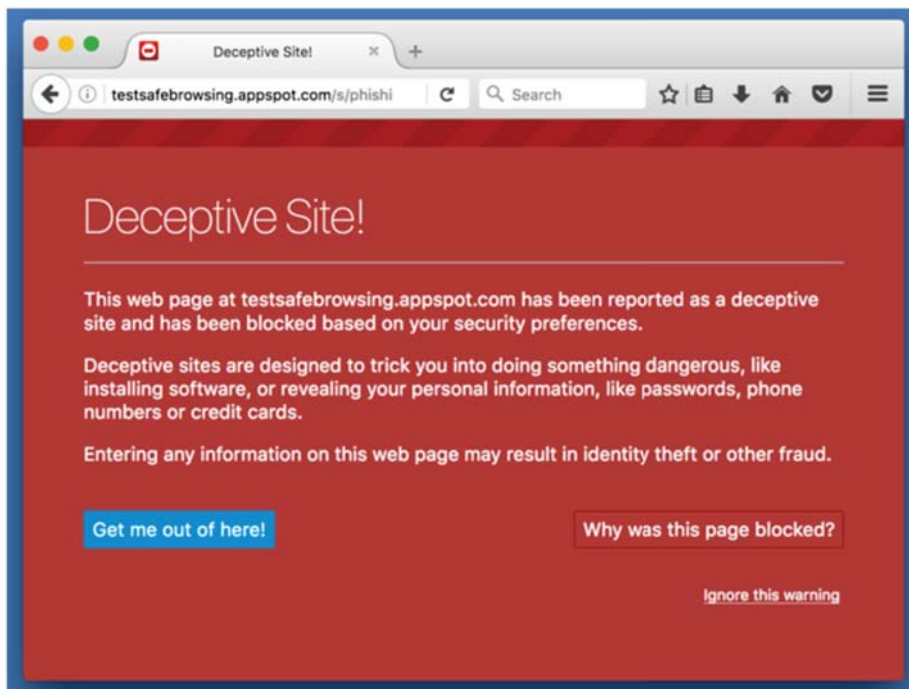 Deceptive Site!
testsafebrowsing.appspot.com/s/phishi
Search
Deceptive Site!
This web page at testsafebrowsing.appspot.com has been reported as a deceptive
site and has been blocked based on your security preferences.
Deceptive sites are designed to trick you into doing something dangerous, like
installing software, or revealing your personal information, like passwords, phone
numbers or credit cards.
Entering any information on this web page may result in identity theft or other fraud.
Get me out of here!
Why was this page blocked?
Ignore this warning